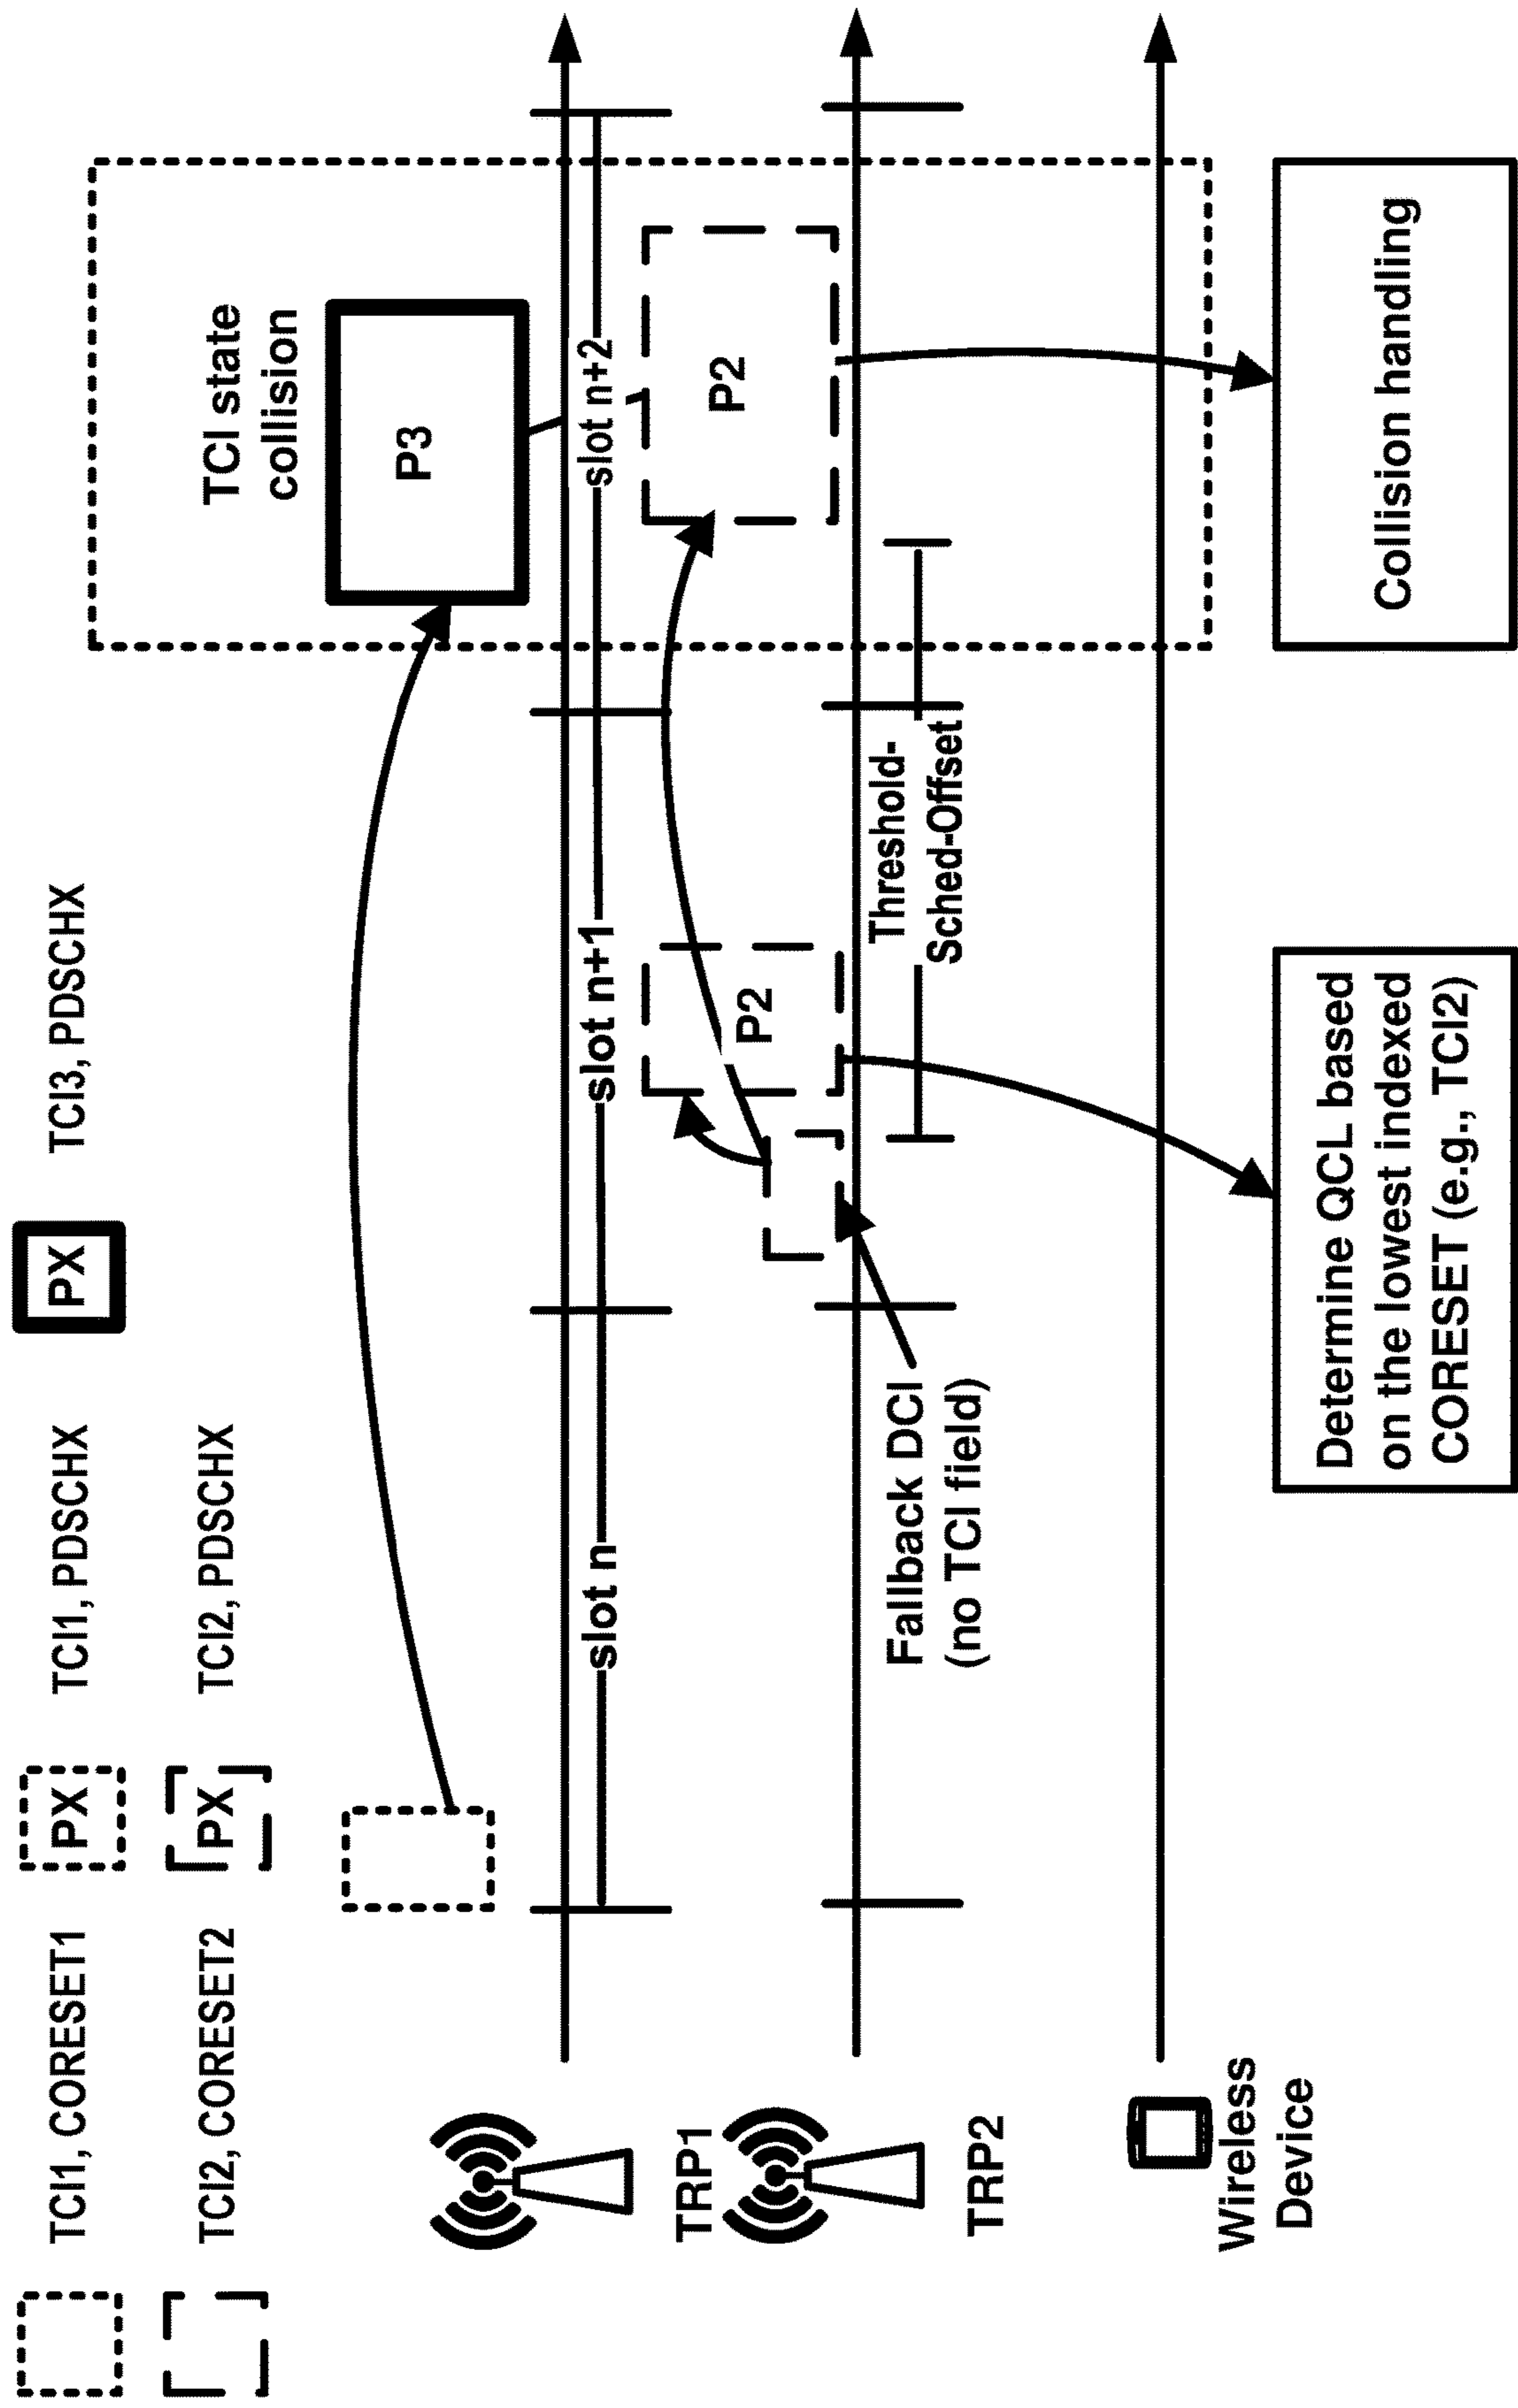 TCI1, CORESET1
PX
TCI1, PDSCHX
PX
TCI3, PDSCHX
TCI2, CORESET2
PX
TCI2, PDSCHX
TCI state
collision
P3
TRP1
slot n
slot n+1
slot n+2
P2
P2
TRP2
Threshold-
Sched-Offset
Fallback DCI
(no TCI field)
Wireless
Device
Determine QCL based
on the lowest indexed
CORESET (e.g., TCI2)
Collision handling